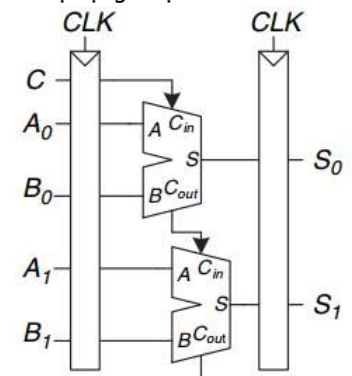 CLK CLK
C
A0 A Cin
S S0
B0 B Cout
A1 A Cin
S S1
B1 B Cout